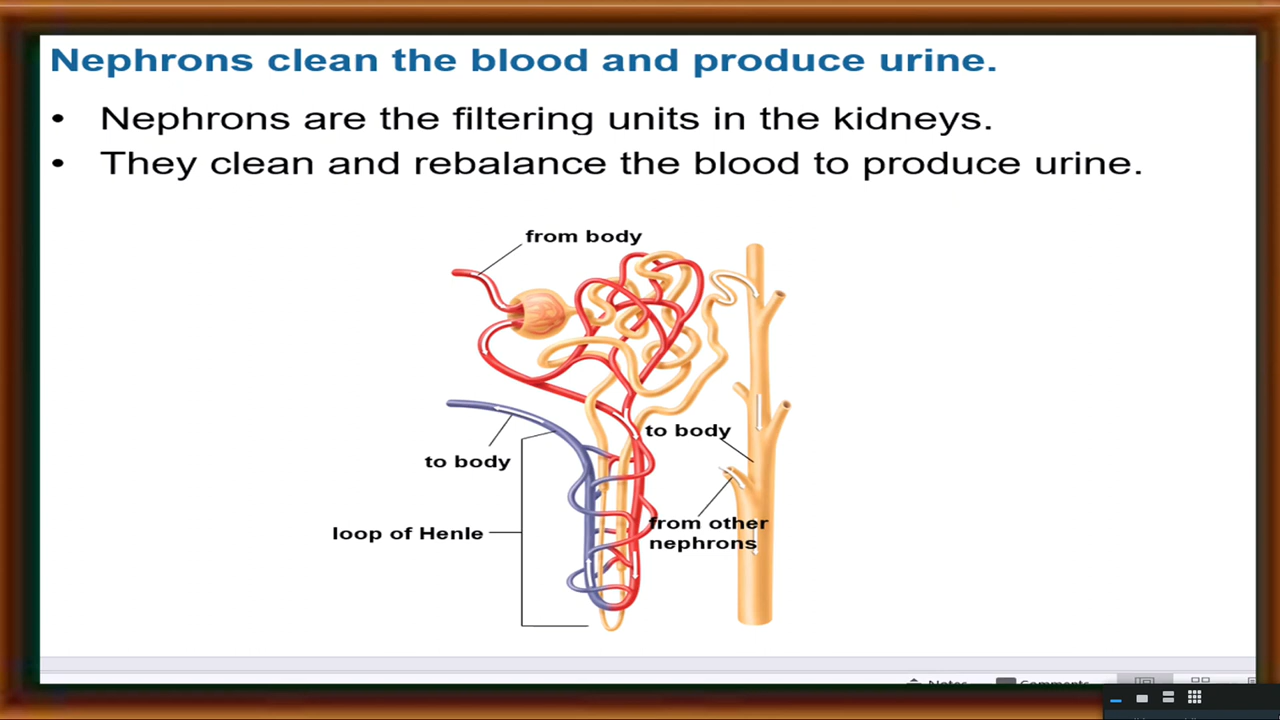 Nephrons clean the blood and produce urine.
• Nephrons are the filtering units in the kidneys.
• They clean and rebalance the blood to produce urine.
from body
to body
to body
loop of Henle
from other
nephrons
Notes
Comments